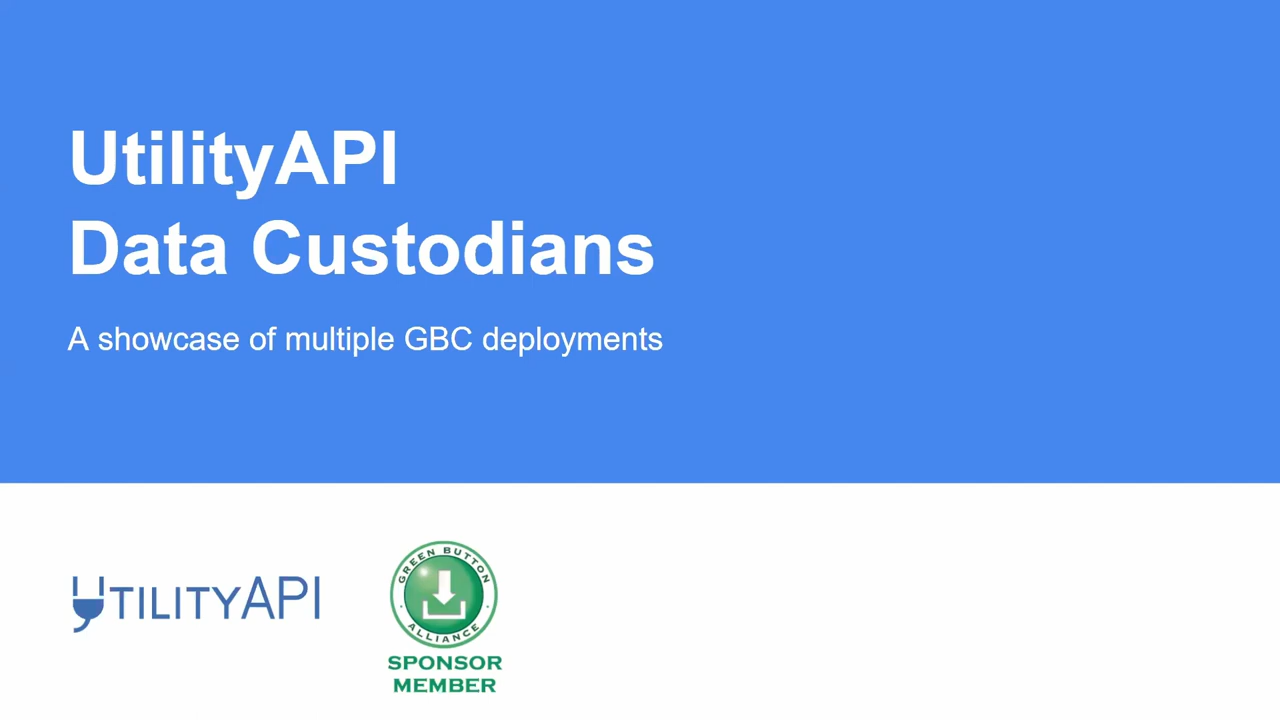 UtilityAPI
Data Custodians
A showcase of multiple GBC deployments
UTILITYAPI
GREEN BUTTON
ALLIANCE
SPONSOR
MEMBER